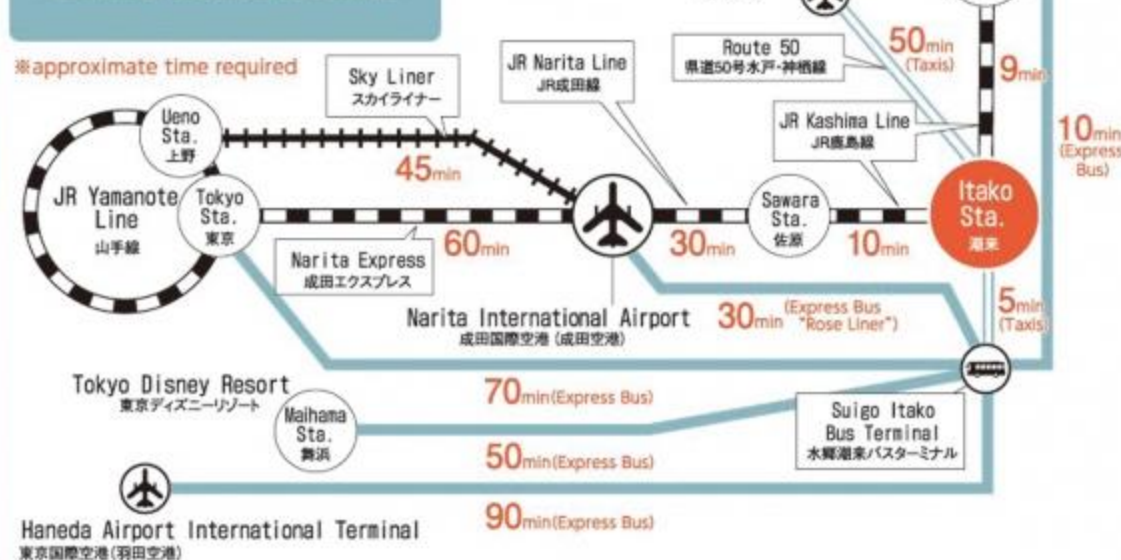 ※approximate time required
Sky Liner
スカイライナー
JR Narita Line
JR成田線
Route 50
県道50号水戸・神栖線
50min
(Taxis)
9min
Ueno
Sta.
上野
JR Kashima Line
JR鹿島線
10min
(Express
Bus)
45min
JR Yamanote
Line
山手線
Tokyo
Sta.
東京
Sawara
Sta.
佐原
Itako
Sta.
潮来
60min
30min
10min
Narita Express
成田エクスプレス
Narita International Airport
成田国際空港（成田空港）
30min (Express Bus
"Rose Liner")
5min
(Taxis)
Tokyo Disney Resort
東京ディズニーリゾート
70min(Express Bus)
Maihama
Sta.
舞浜
Suigo Itako
Bus Terminal
水郷潮来バスターミナル
50min(Express Bus)
90min(Express Bus)
Haneda Airport International Terminal
東京国際空港(羽田空港)